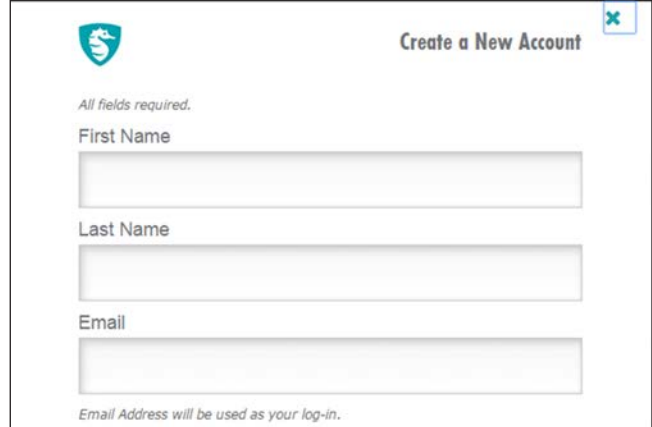 Create a New Account
All fields required.
First Name
Last Name
Email
Email Address will be used as your log-in.